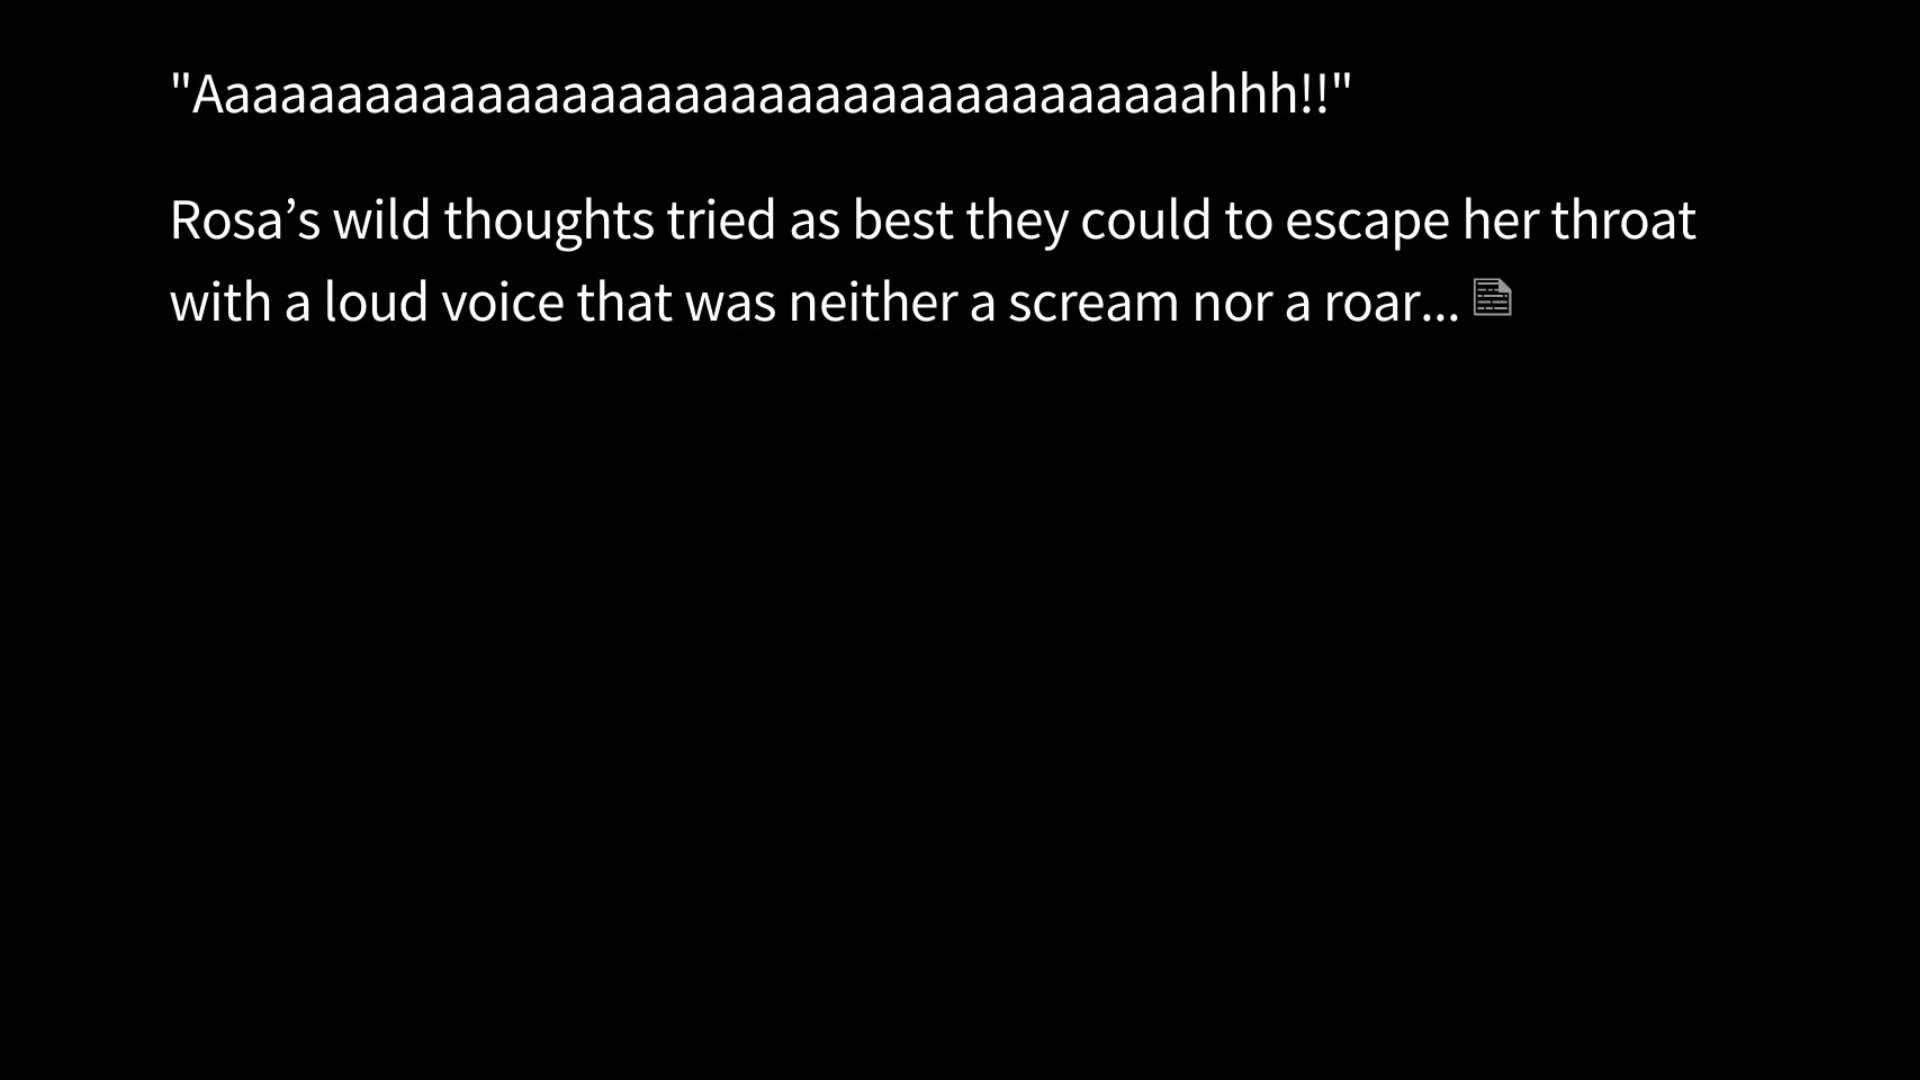 "Aaaaaaaaaaaaaaaaaaaaaaaaaaaaaaaaaaaahhh!!"
Rosa’s wild thoughts tried as best they could to escape her throat
with a loud voice that was neither a scream nor a roar...